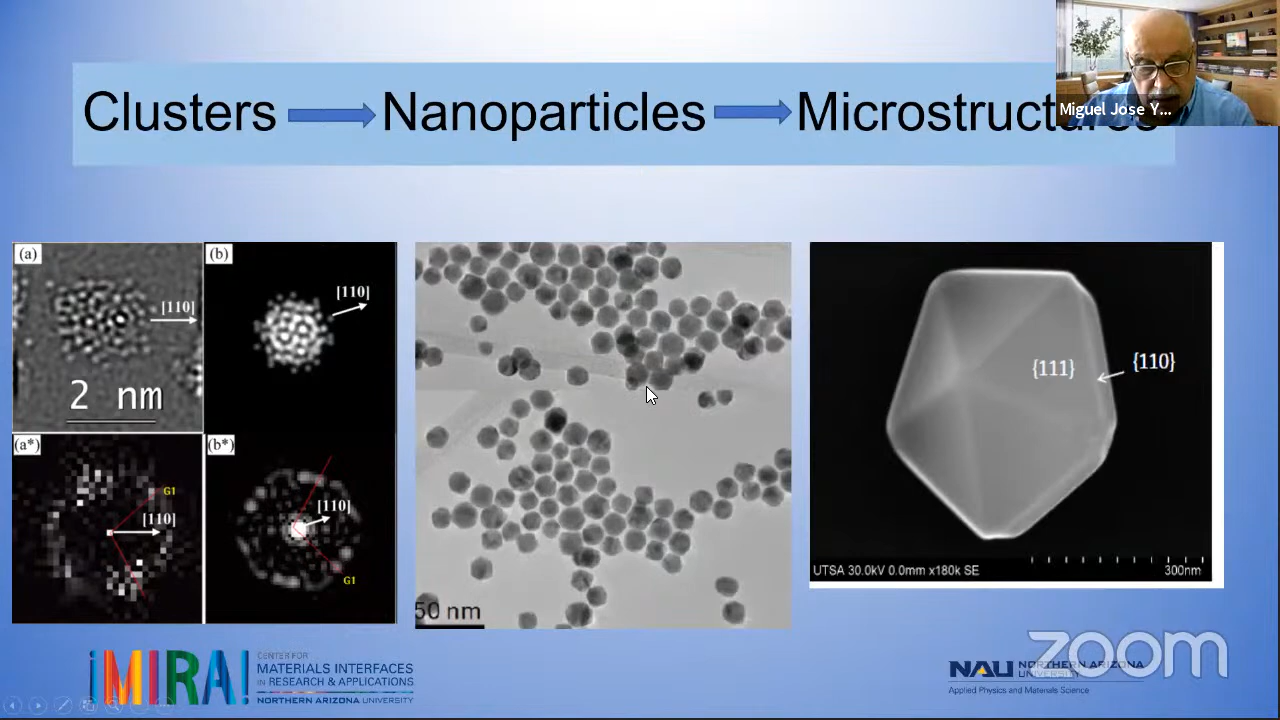 Clusters
Nanoparticles
Microstructures
Miguel Jose Y...
(a)
[110]
2 nm
(b)
[110]
(a*)
G1
[110]
(b*)
[110]
G1
50 nm
{111}
{110}
UTSA 30.0kV 0.0mm x180k SE
300nm
¡MIRA!
CENTER FOR
MATERIALS INTERFACES
IN RESEARCH & APPLICATIONS
NORTHERN ARIZONA UNIVERSITY
zoom
NAU NORTHERN ARIZONA
UNIVERSITY
Applied Physics and Materials Science